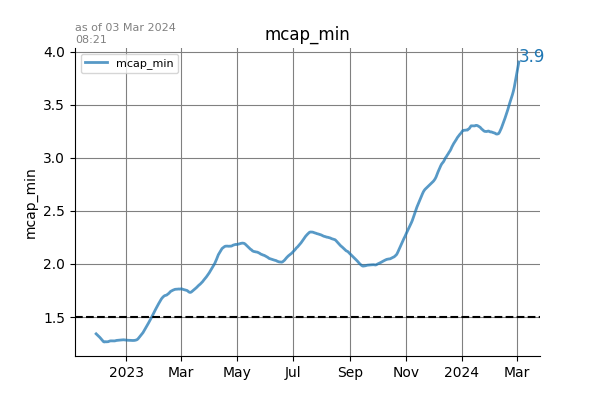 as of 03 Mar 2024
08:21
mcap_min
mcap_min
3.9
4.0
3.5
3.0
2.5
2.0
1.5
mcap_min
2023
Mar
May
Jul
Sep
Nov
2024
Mar